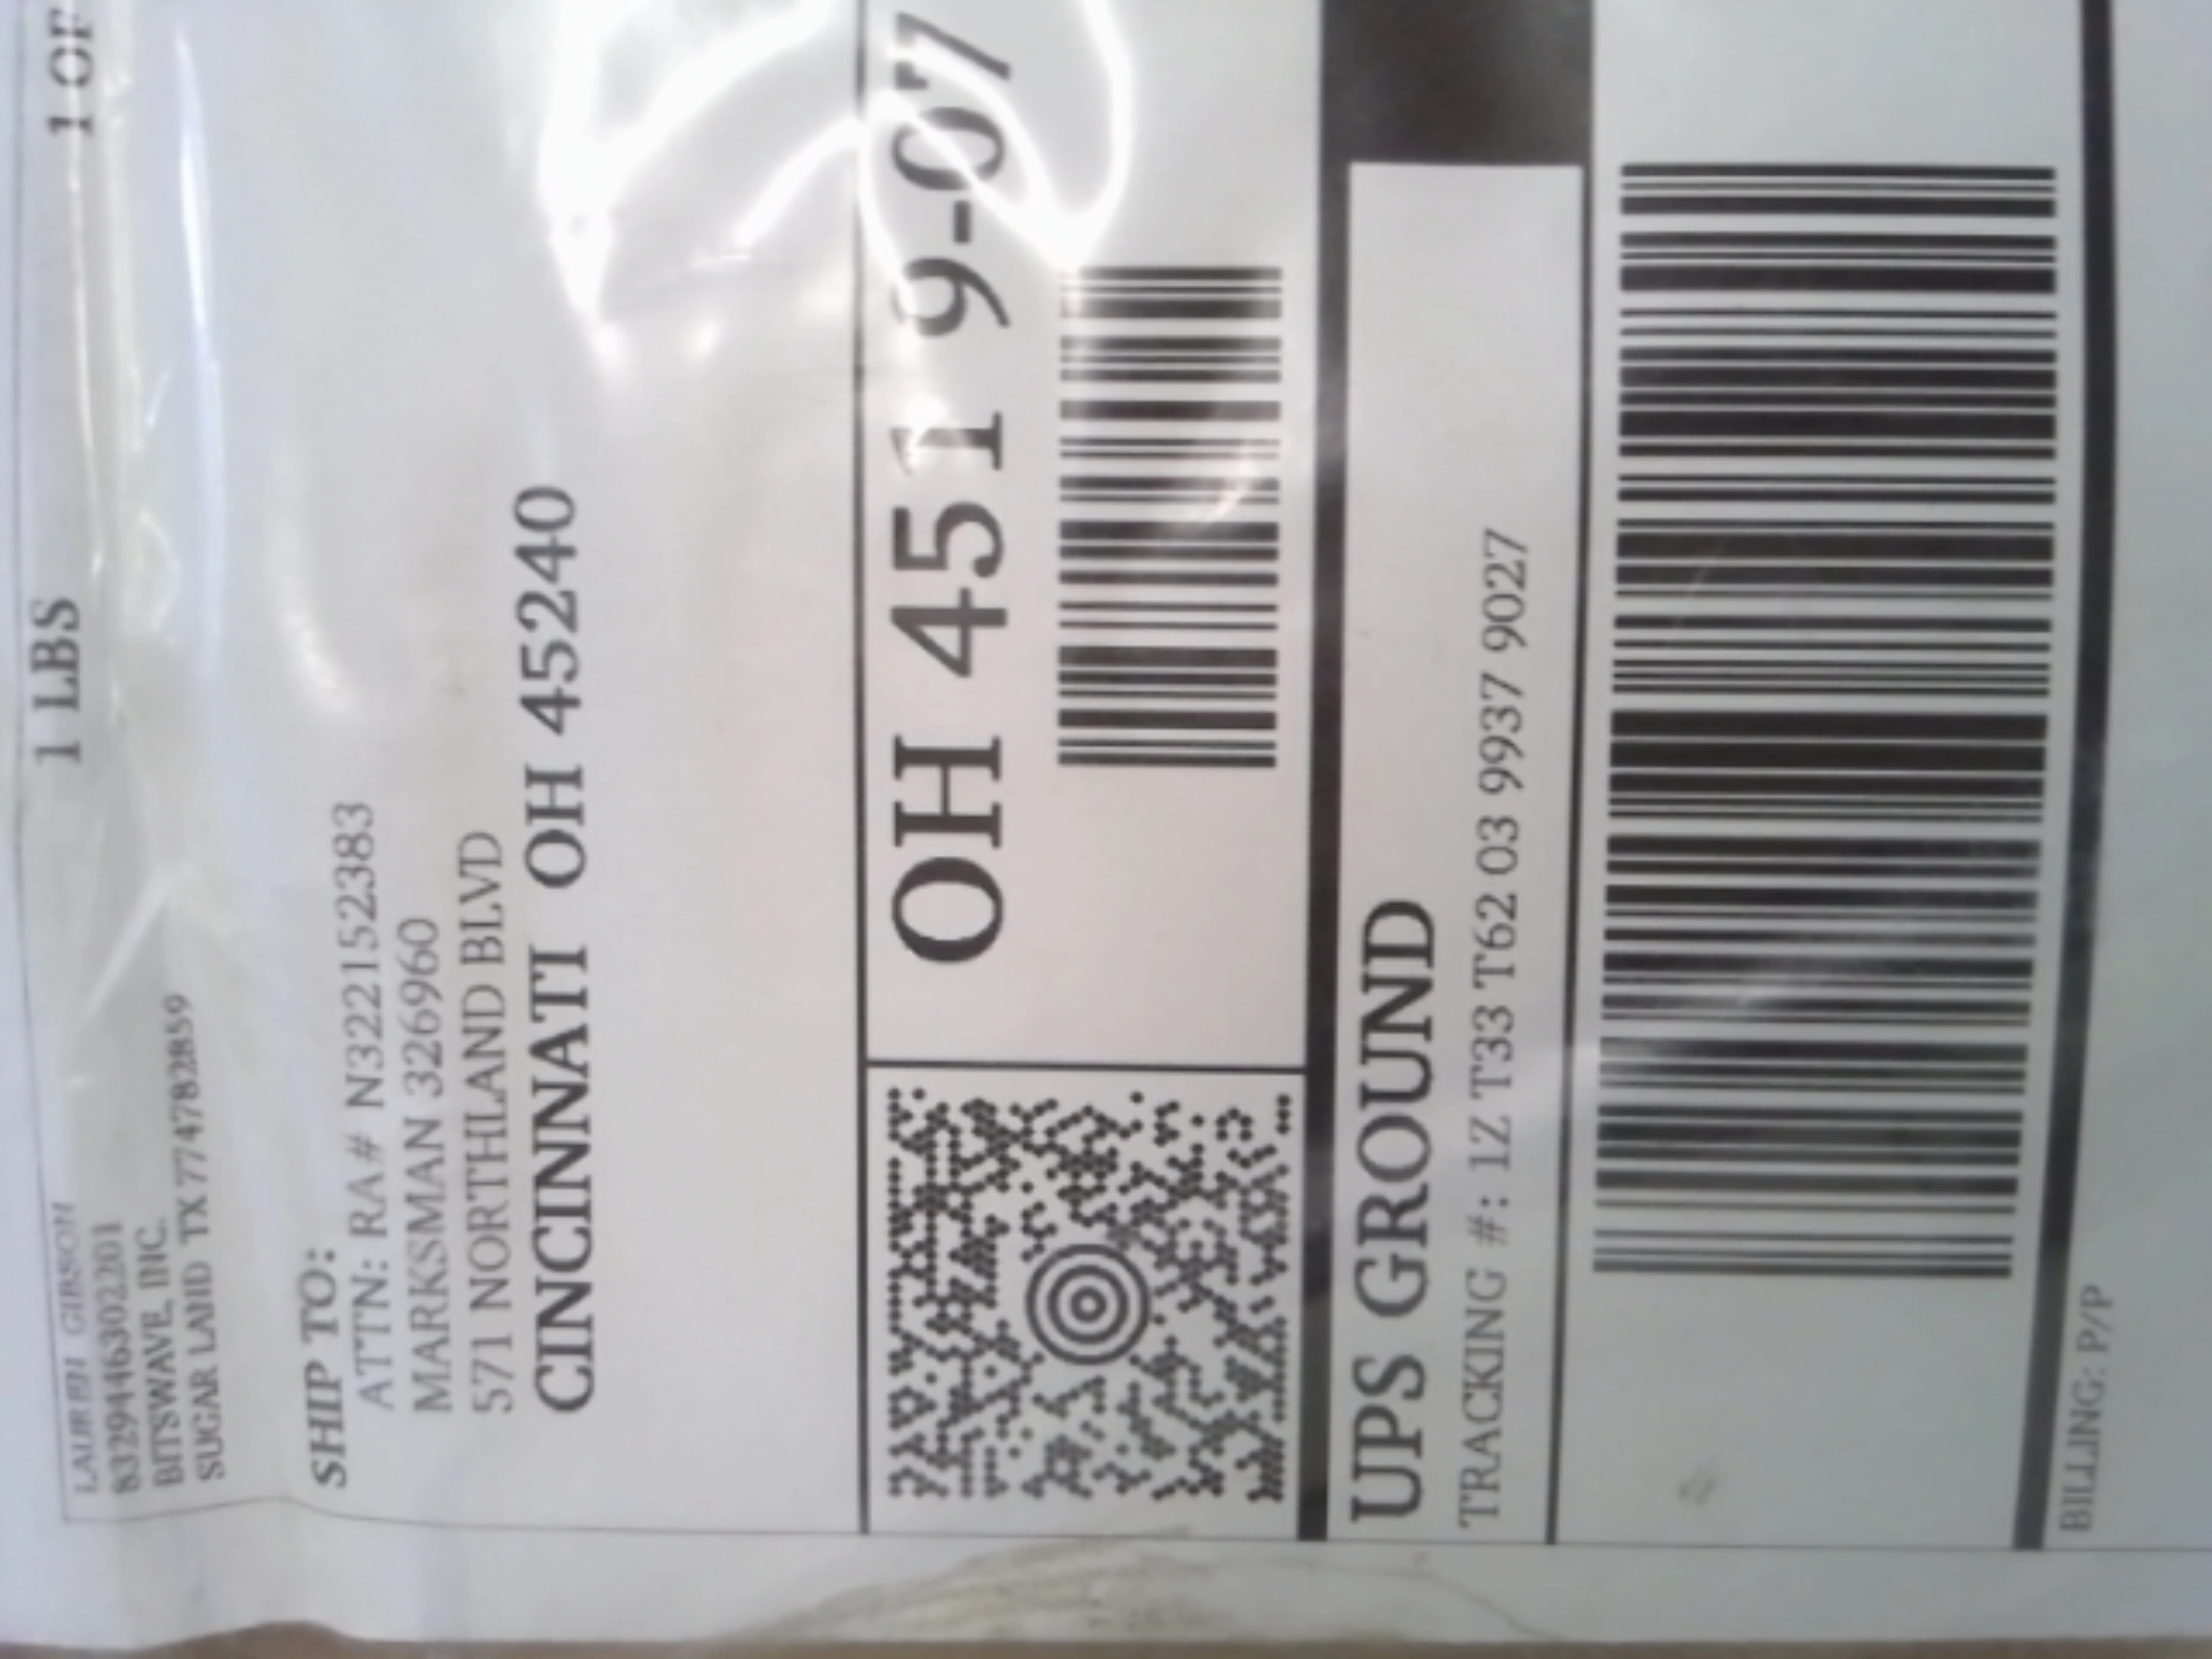 1 LBS
1 OF
LAUREN GIBSON
8329446302201
BITSWAVE, INC.
SUGAR LAND TX 774782859
SHIP TO:
ATTN: RA# N322152383
MARKSMAN 326960
571 NORTHLAND BLVD
CINCINNATI OH 45240
OH 451 9-07
UPS GROUND
TRACKING #: 1Z T33 T62 03 9937 9027
BILLING: P/P